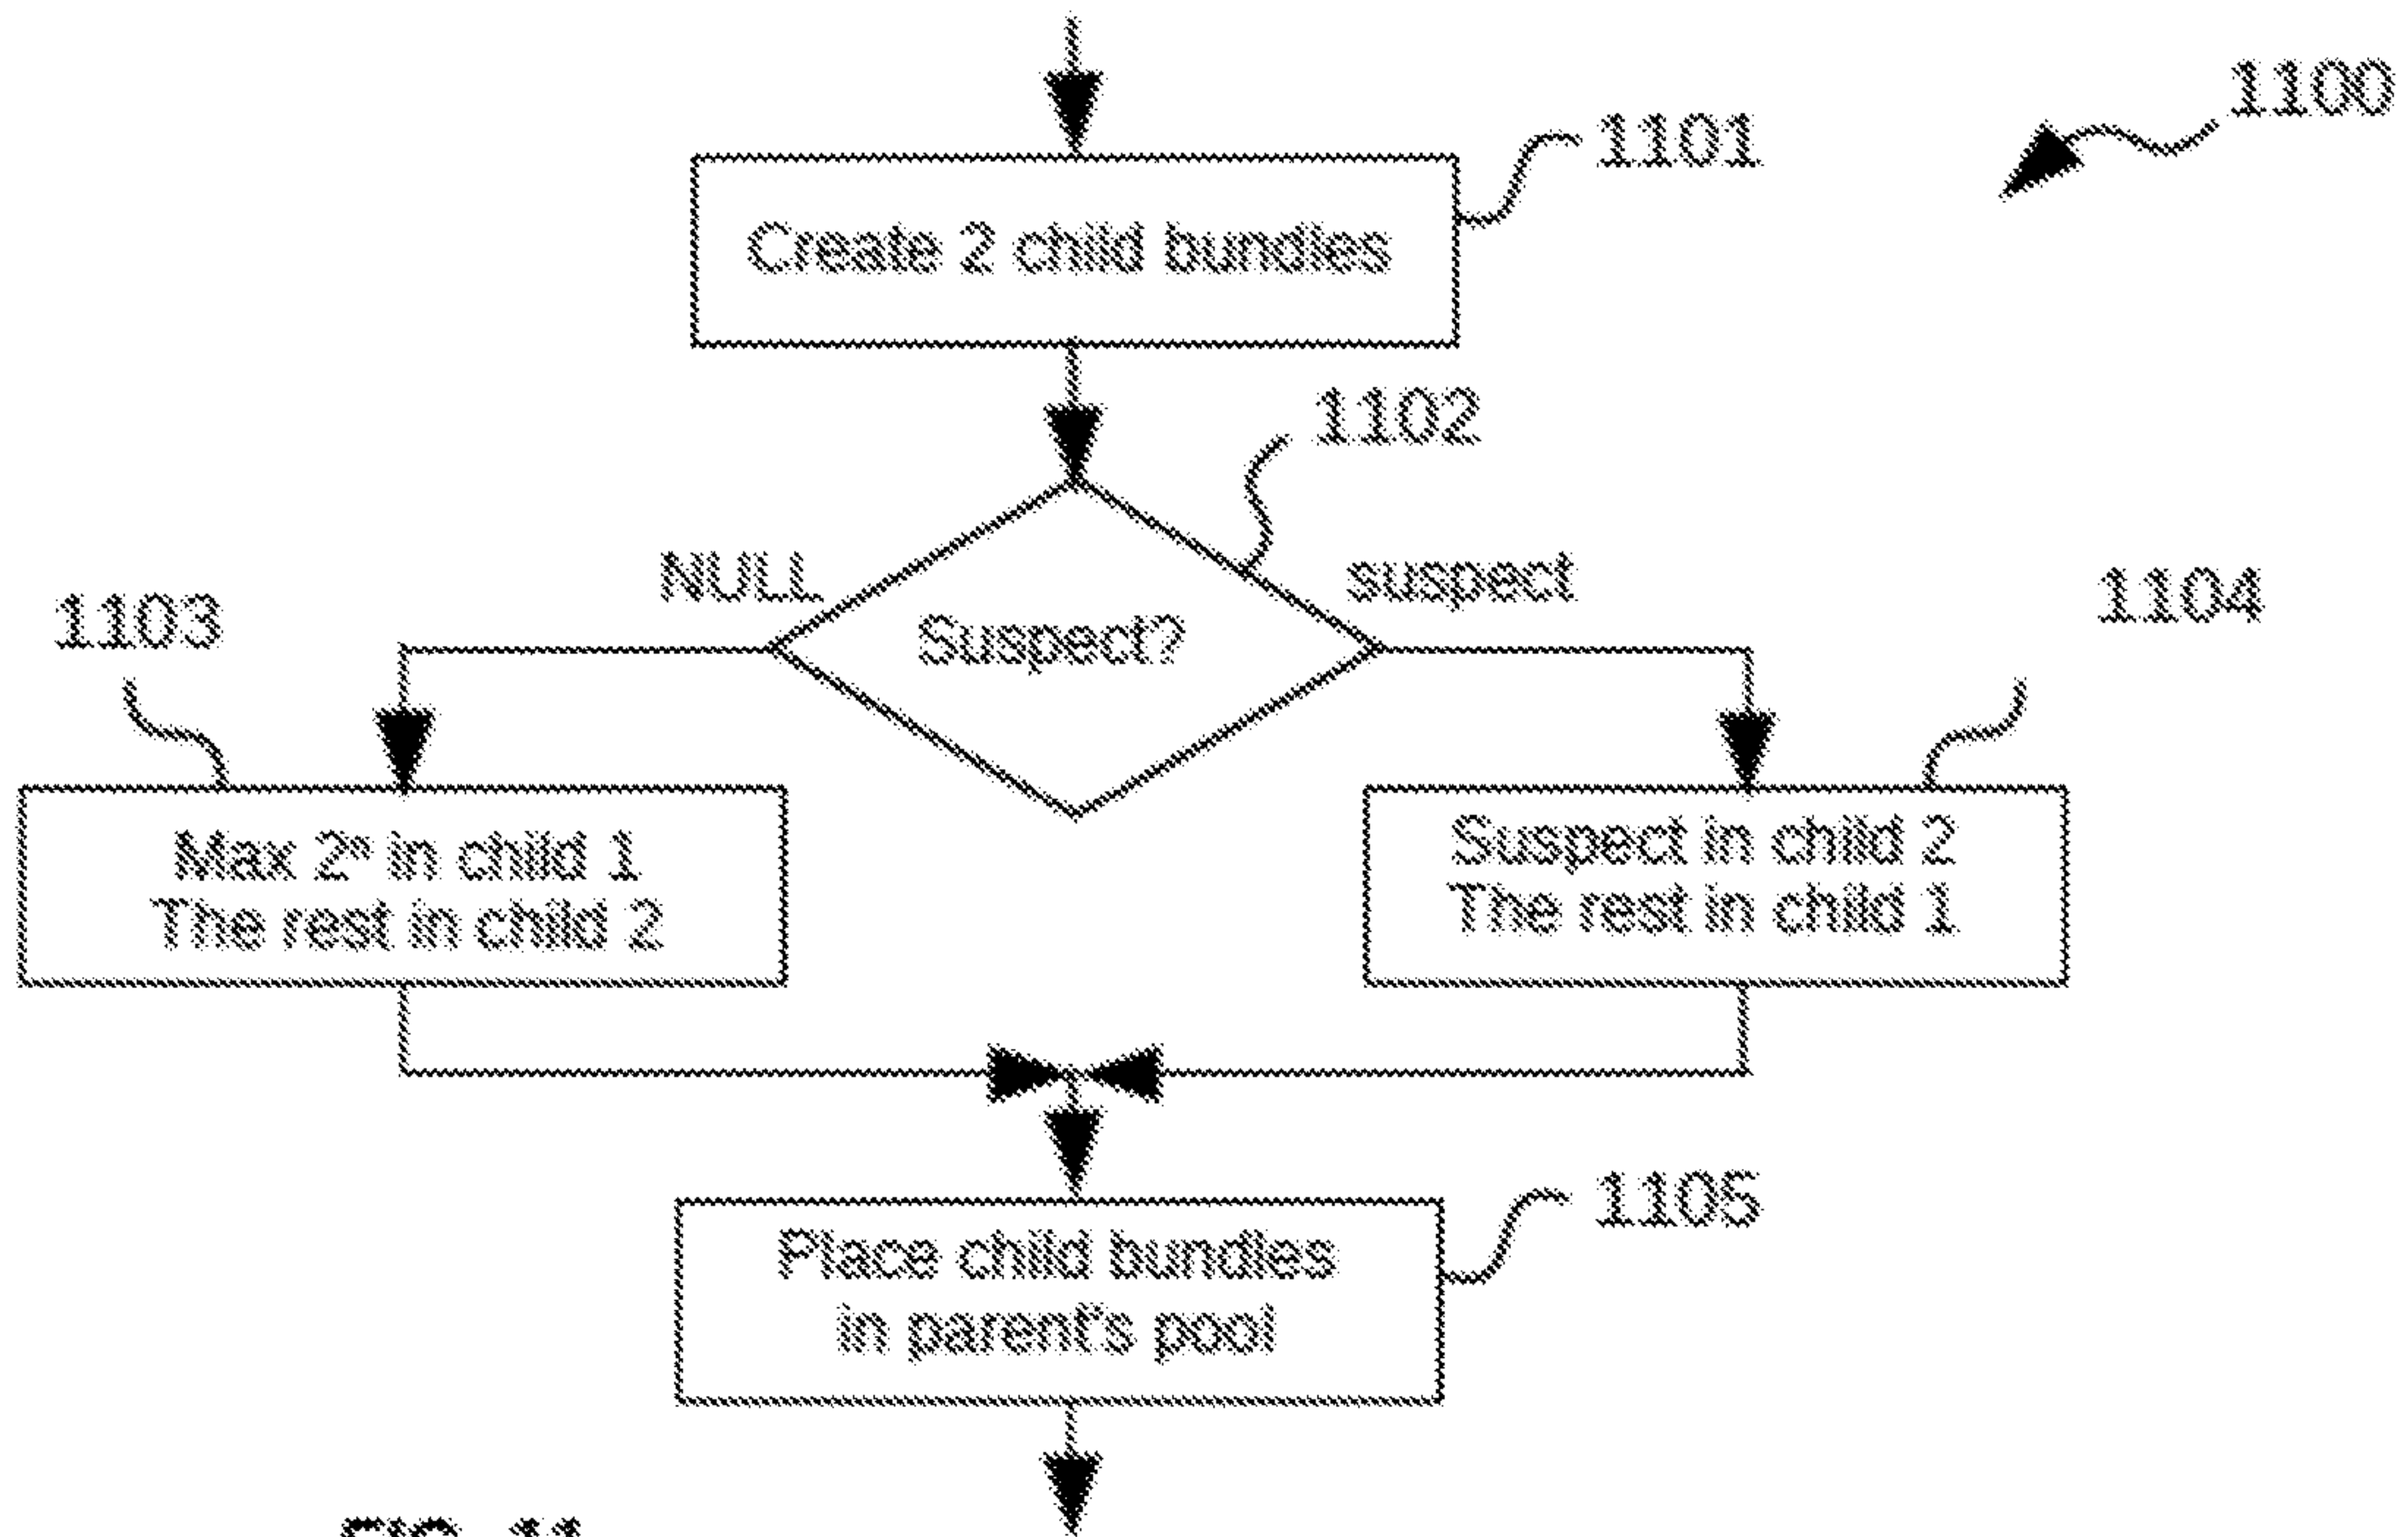 1100
1101
Create 2 child bundles
1102
NULL
suspect
Suspect?
1103
1104
Max 2ⁿ in child 1
The rest in child 2
Suspect in child 2
The rest in child 1
1105
Place child bundles
in parent's pool
FIG. 11